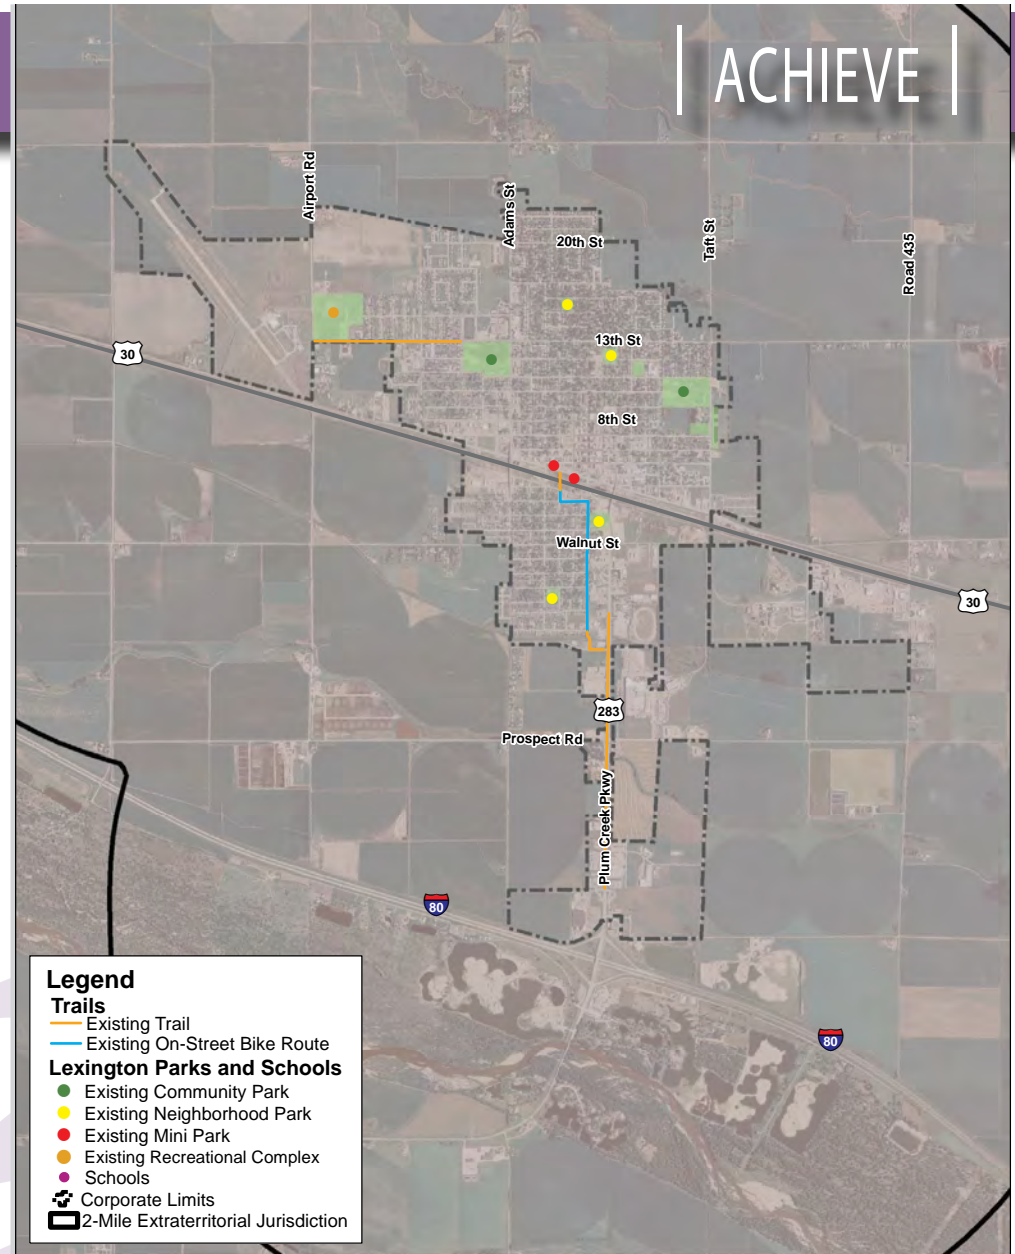 ACHIEVE
Airport Rd
Adams St
Taft St
Road 435
20th St
13th St
8th St
30
Walnut St
30
283
Prospect Rd
Plum Creek Pkwy
80
80
Legend
Trails
Existing Trail
Existing On-Street Bike Route
Lexington Parks and Schools
Existing Community Park
Existing Neighborhood Park
Existing Mini Park
Existing Recreational Complex
Schools
Corporate Limits
2-Mile Extraterritorial Jurisdiction